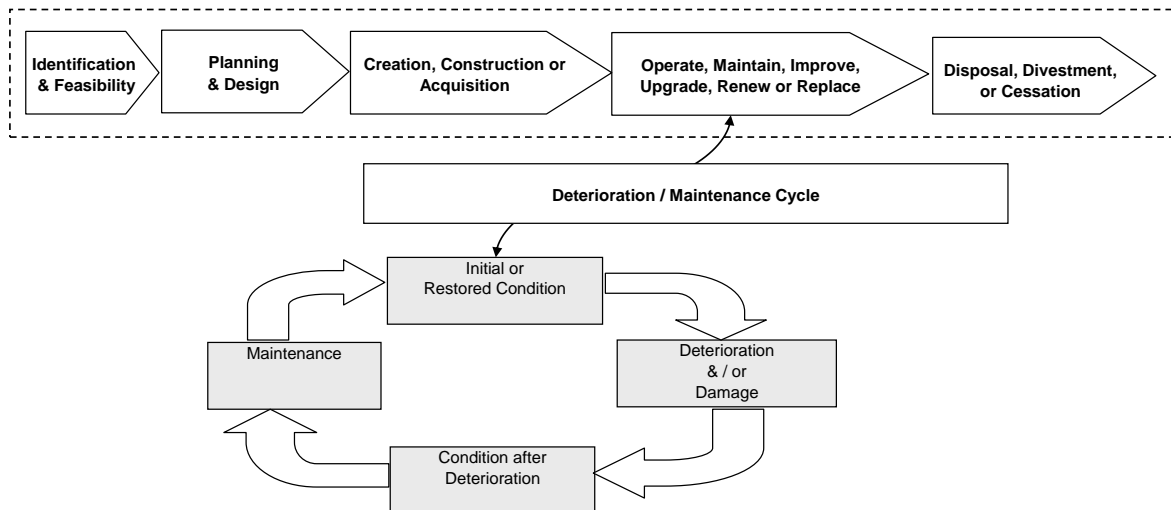 Identification
& Feasibility
Planning
& Design
Creation, Construction or
Acquisition
Operate, Maintain, Improve,
Upgrade, Renew or Replace
Disposal, Divestment,
or Cessation
Deterioration / Maintenance Cycle
Initial or
Restored Condition
Maintenance
Deterioration
& / or
Damage
Condition after
Deterioration